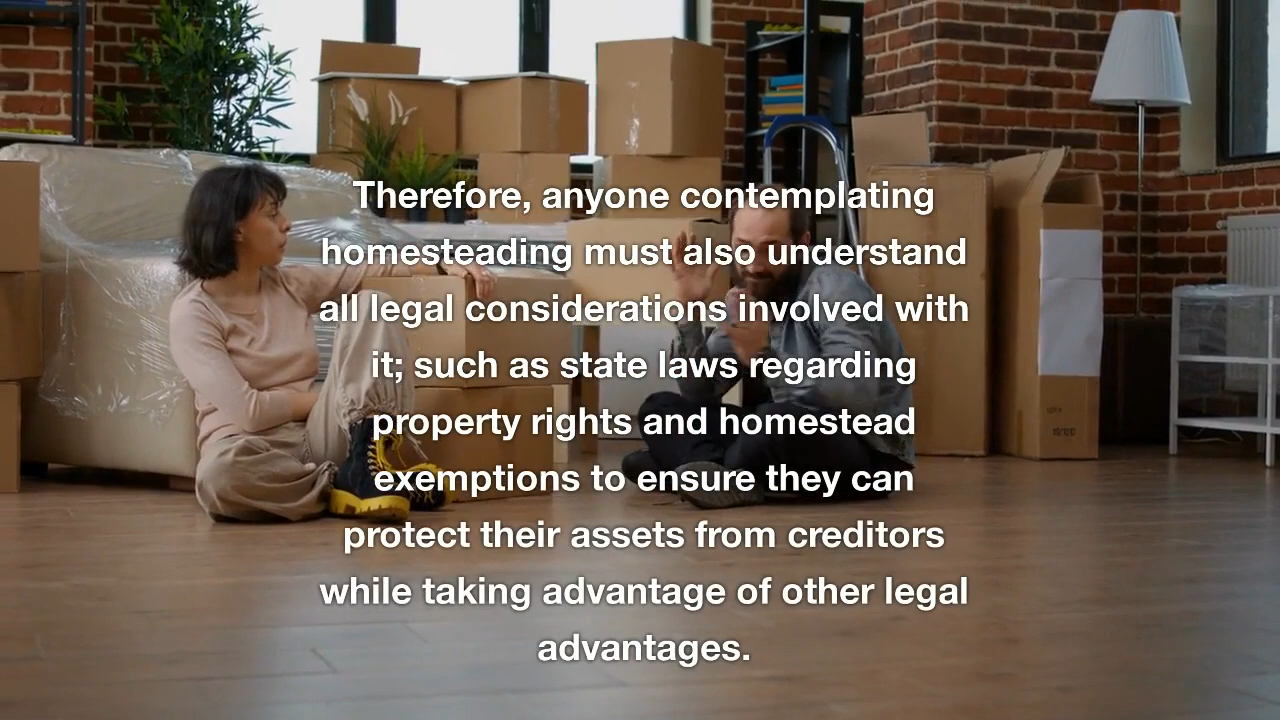 Therefore, anyone contemplating
homesteading must also understand
all legal considerations involved with
it; such as state laws regarding
property rights and homestead
exemptions to ensure they can
protect their assets from creditors
while taking advantage of other legal
advantages.